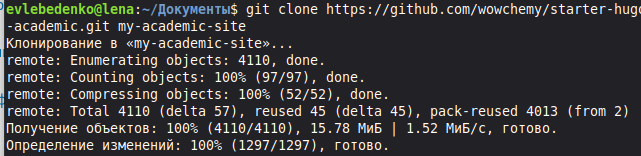 evlebedenko@lena:~/Документы$ git clone https://github.com/wowchemy/starter-hugo
-academic.git my-academic-site
Клонирование в «my-academic-site»...
remote: Enumerating objects: 4110, done.
remote: Counting objects: 100% (97/97), done.
remote: Compressing objects: 100% (52/52), done.
remote: Total 4110 (delta 57), reused 45 (delta 45), pack-reused 4013 (from 2)
Получение объектов: 100% (4110/4110), 15.78 МиБ | 1.52 МиБ/с, готово.
Определение изменений: 100% (1297/1297), готово.